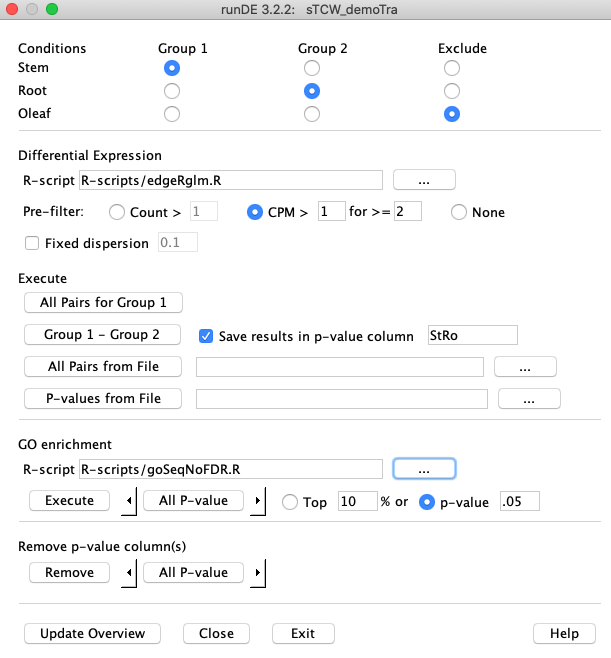 runDE 3.2.2: sTCW_demoTra
Conditions Group 1 Group 2 Exclude
Stem
Root
Oleaf
Differential Expression
R-script R-scripts/edgeRglm.R ...
Pre-filter: Count > 1 CPM > 1 for >= 2 None
Fixed dispersion 0.1
Execute
All Pairs for Group 1
Group 1 - Group 2 Save results in p-value column StRo
All Pairs from File ...
P-values from File ...
GO enrichment
R-script R-scripts/goSeqNoFDR.R ...
Execute All P-value Top 10 % or p-value .05
Remove p-value column(s)
Remove All P-value
Update Overview Close Exit Help